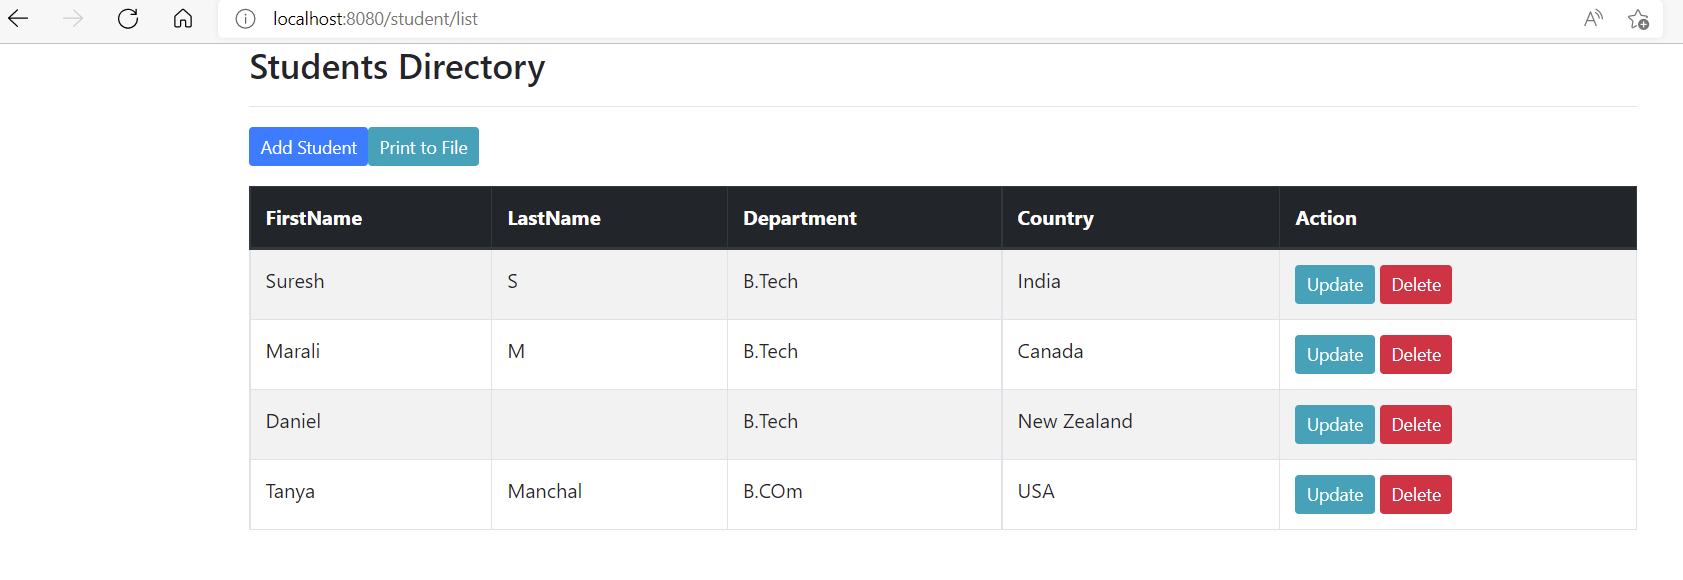 localhost:8080/student/list
Students Directory
Add Student Print to File
FirstName LastName Department Country Action
Suresh S B.Tech India Update Delete
Marali M B.Tech Canada Update Delete
Daniel B.Tech New Zealand Update Delete
Tanya Manchal B.COm USA Update Delete